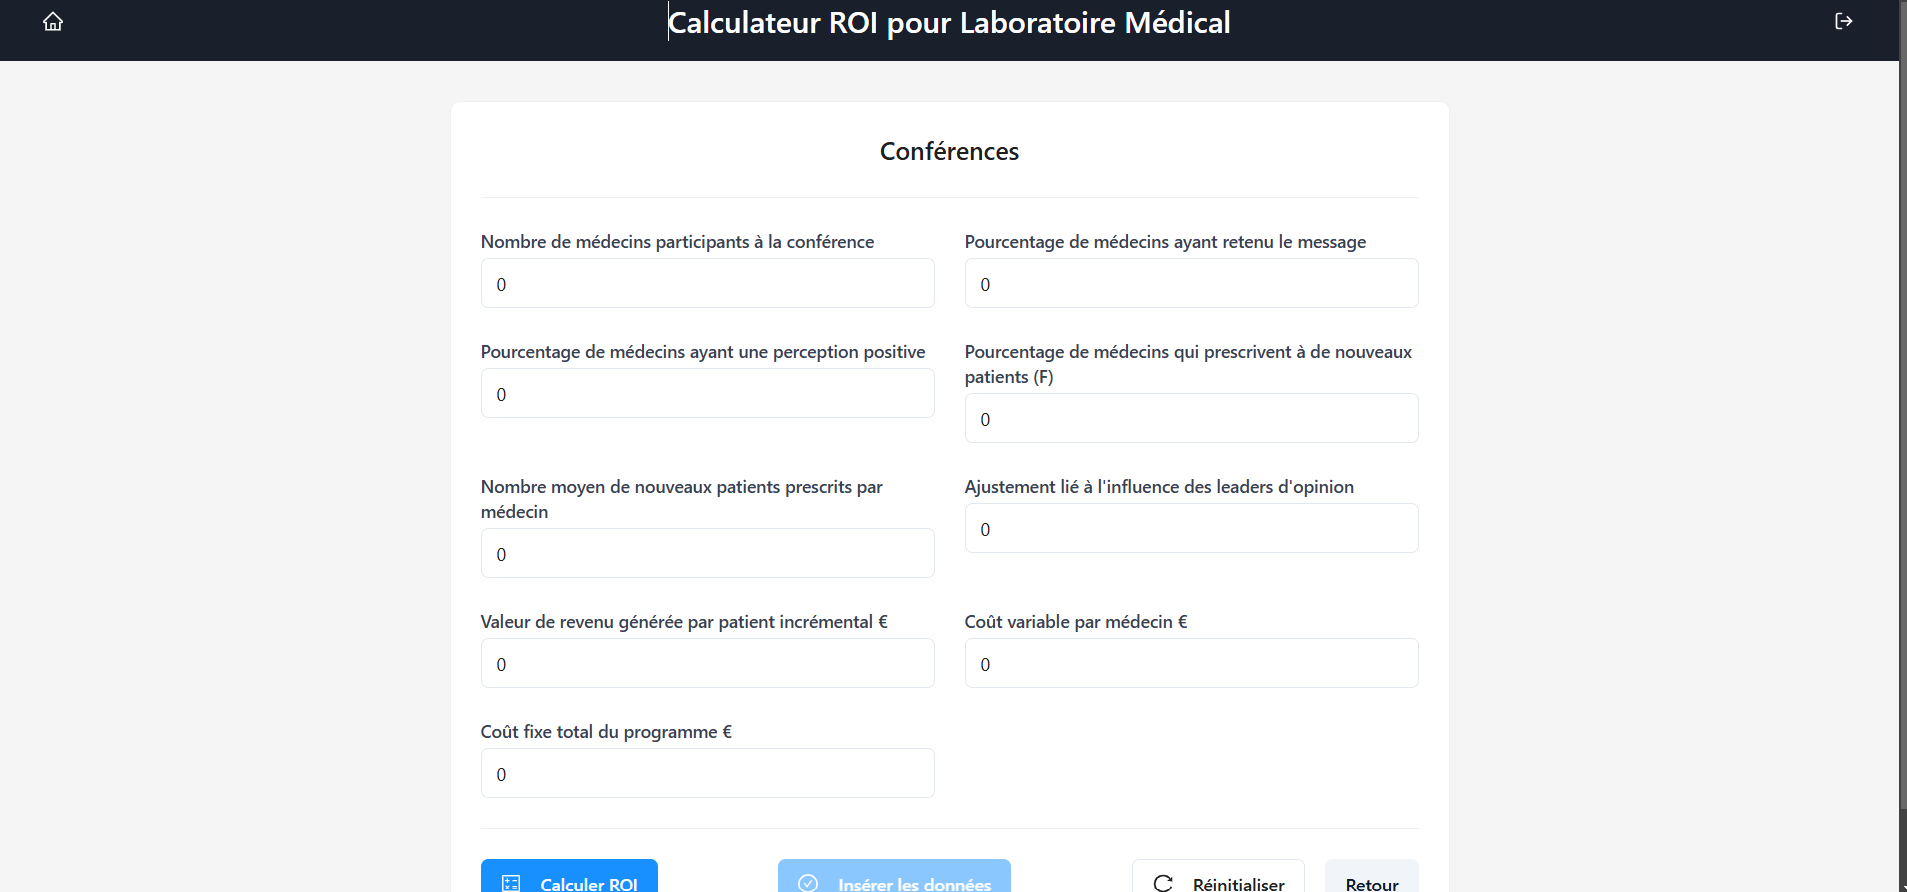 Calculateur ROI pour Laboratoire Médical
Conférences
Nombre de médecins participants à la conférence
0
Pourcentage de médecins ayant retenu le message
0
Pourcentage de médecins ayant une perception positive
0
Pourcentage de médecins qui prescrivent à de nouveaux
patients (F)
0
Nombre moyen de nouveaux patients prescrits par
médecin
0
Ajustement lié à l'influence des leaders d'opinion
0
Valeur de revenu générée par patient incrémental €
0
Coût variable par médecin €
0
Coût fixe total du programme €
0
Calculer ROI
Insérer les données
Réinitialiser
Retour